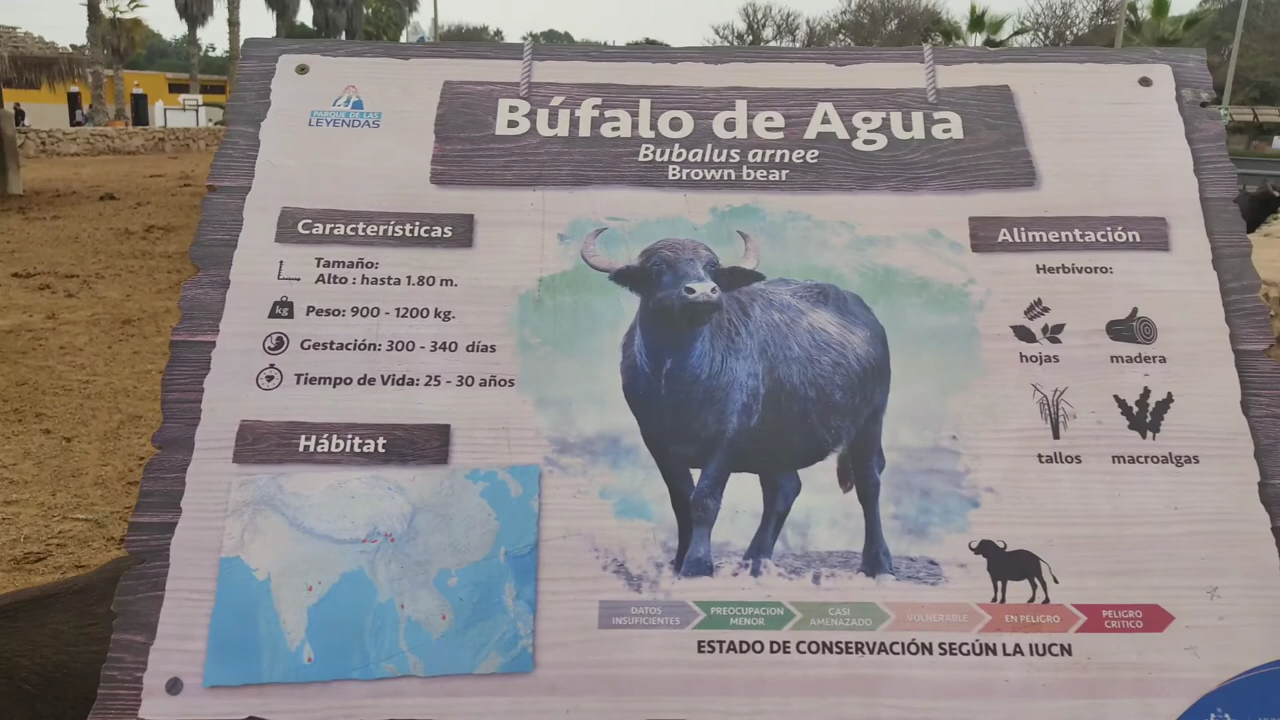 PARQUE DE LAS
LEYENDAS
Búfalo de Agua
Bubalus arnee
Brown bear
Características
Tamaño:
Alto : hasta 1.80 m.
kg
Peso: 900 - 1200 kg.
Gestación: 300 - 340 días
Tiempo de Vida: 25 - 30 años
Hábitat
Alimentación
Herbívoro:
hojas
madera
tallos
macroalgas
DATOS
INSUFICIENTES
PREOCUPACION
MENOR
CASI
AMENAZADO
VULNERABLE
EN PELIGRO
PELIGRO
CRITICO
ESTADO DE CONSERVACIÓN SEGÚN LA IUCN